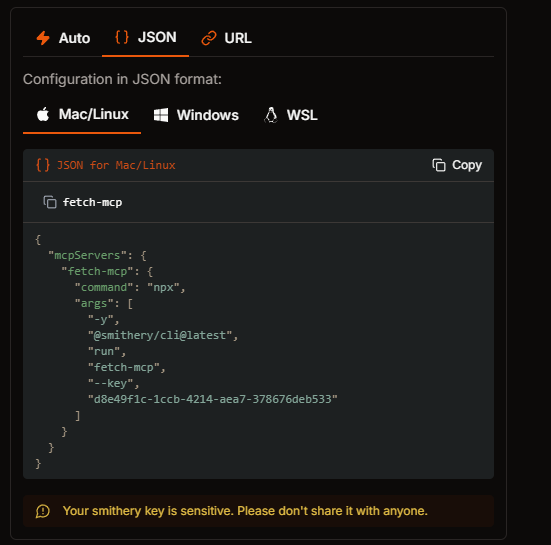 Auto
{} JSON
URL
Configuration in JSON format:
Mac/Linux
Windows
WSL
{} JSON for Mac/Linux
Copy
fetch-mcp
{
  "mcpServers": {
    "fetch-mcp": {
      "command": "npx",
      "args": [
        "-y",
        "@smithery/cli@latest",
        "run",
        "fetch-mcp",
        "--key",
        "d8e49f1c-1ccb-4214-aea7-378676deb533"
      ]
    }
  }
}
Your smithery key is sensitive. Please don't share it with anyone.